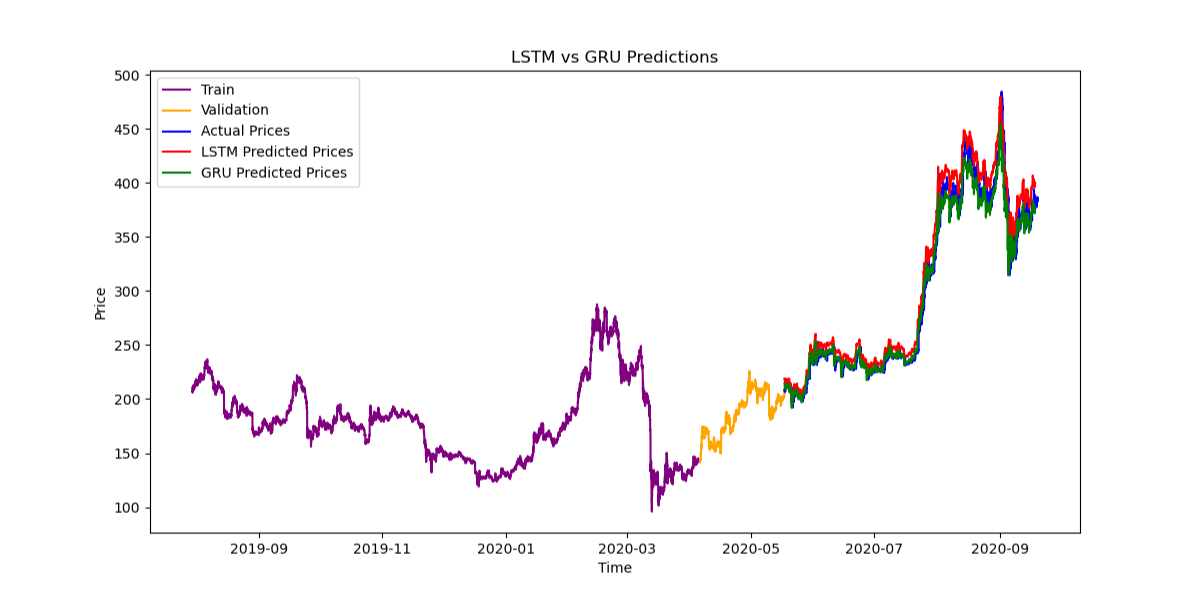 LSTM vs GRU Predictions
500
450
400
350
300
250
200
150
100
Price
Train
Validation
Actual Prices
LSTM Predicted Prices
GRU Predicted Prices
2019-09 2019-11 2020-01 2020-03 2020-05 2020-07 2020-09
Time